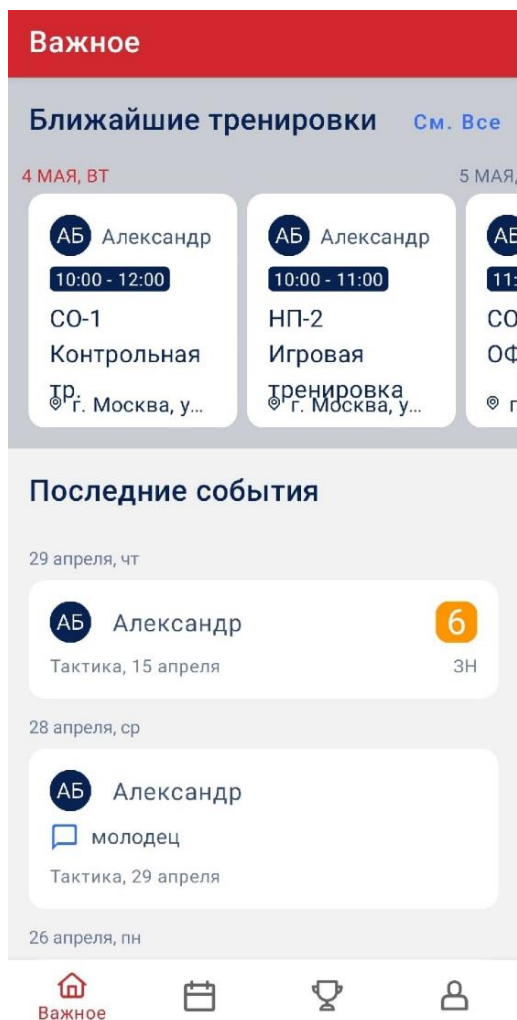 Важное
Ближайшие тренировки См. Все
4 МАЯ, ВТ 5 МАЯ,
АБ Александр
10:00 - 12:00
СО-1
Контрольная
тр.
г. Москва, у...
АБ Александр
10:00 - 11:00
НП-2
Игровая
тренировка
г. Москва, у...
Последние события
29 апреля, чт
АБ Александр 6
Тактика, 15 апреля ЗН
28 апреля, ср
АБ Александр
молодец
Тактика, 29 апреля
26 апреля, пн
Важное